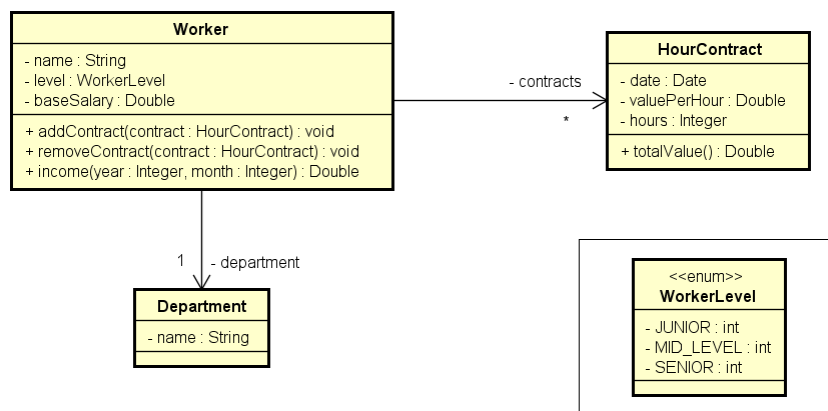 Worker
- name : String
- level : WorkerLevel
- baseSalary : Double
+ addContract(contract : HourContract) : void
+ removeContract(contract : HourContract) : void
+ income(year : Integer, month : Integer) : Double
- contracts
*
HourContract
- date : Date
- valuePerHour : Double
- hours : Integer
+ totalValue() : Double
1
- department
Department
- name : String
<<enum>>
WorkerLevel
- JUNIOR : int
- MID_LEVEL : int
- SENIOR : int